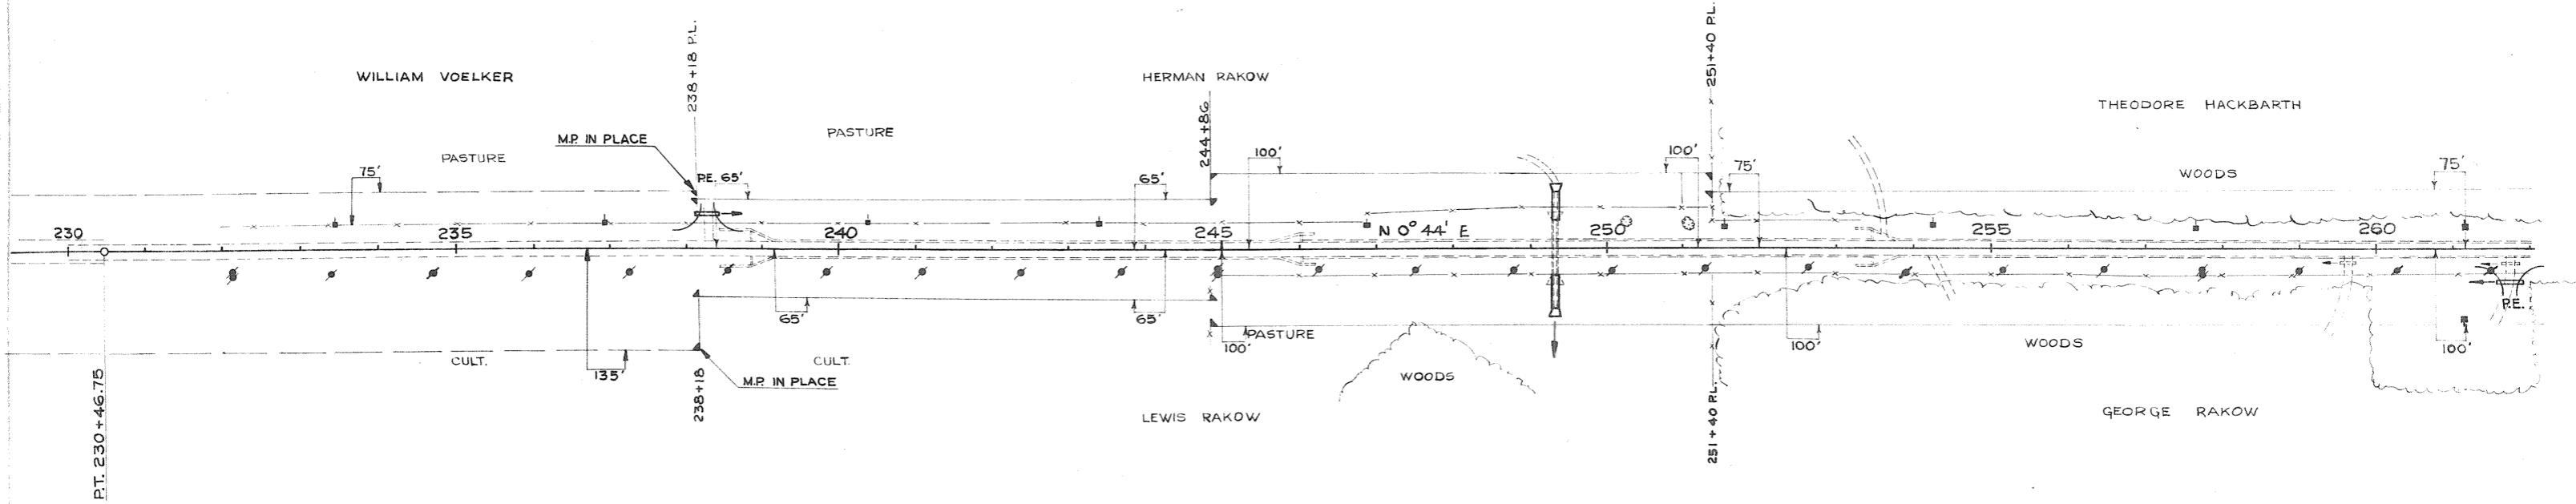 238+18 P.L.
251+40 P.L.
WILLIAM VOELKER
HERMAN RAKOW
THEODORE HACKBARTH
244+86
M.P. IN PLACE
PASTURE
PASTURE
100'
100'
75'
75'
WOODS
75'
P.E. 65'
65'
230
235
240
245
N 0° 44' E
250
255
260
P.E.
65'
65'
100'
PASTURE
100'
WOODS
100'
CULT.
135'
CULT.
M.P. IN PLACE
WOODS
P.T. 230+46.75
238+18
LEWIS RAKOW
251+40 P.L.
GEORGE RAKOW